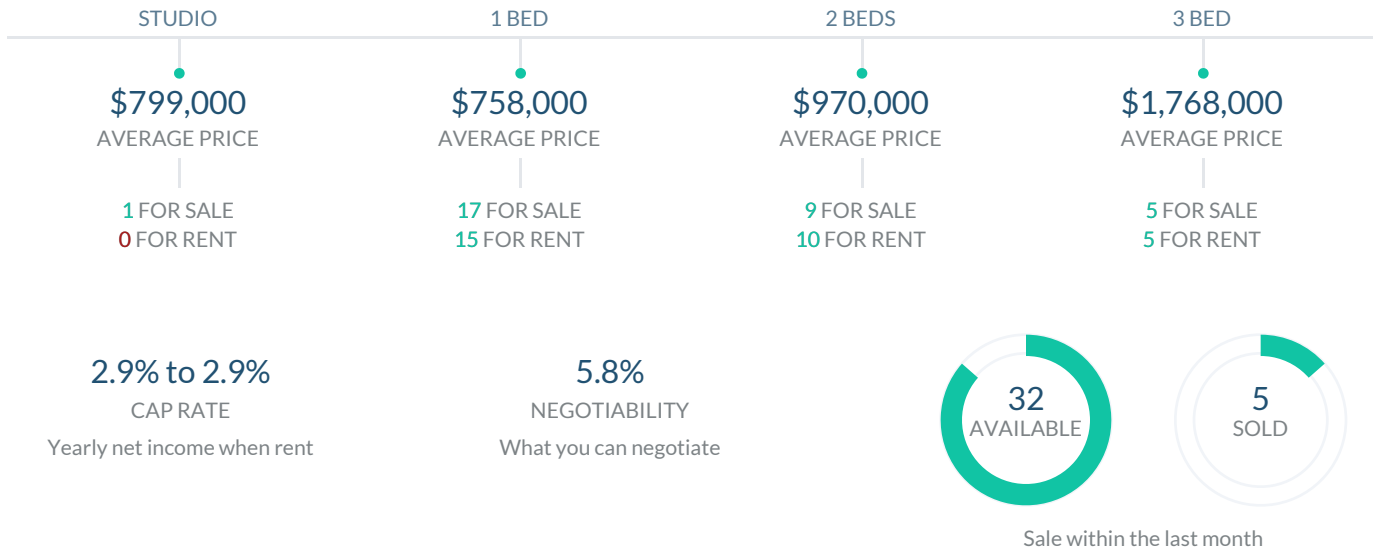 STUDIO
1 BED
2 BEDS
3 BED
$799,000
AVERAGE PRICE
$758,000
AVERAGE PRICE
$970,000
AVERAGE PRICE
$1,768,000
AVERAGE PRICE
1 FOR SALE
0 FOR RENT
17 FOR SALE
15 FOR RENT
9 FOR SALE
10 FOR RENT
5 FOR SALE
5 FOR RENT
2.9% to 2.9%
CAP RATE
Yearly net income when rent
5.8%
NEGOTIABILITY
What you can negotiate
32
AVAILABLE
5
SOLD
Sale within the last month